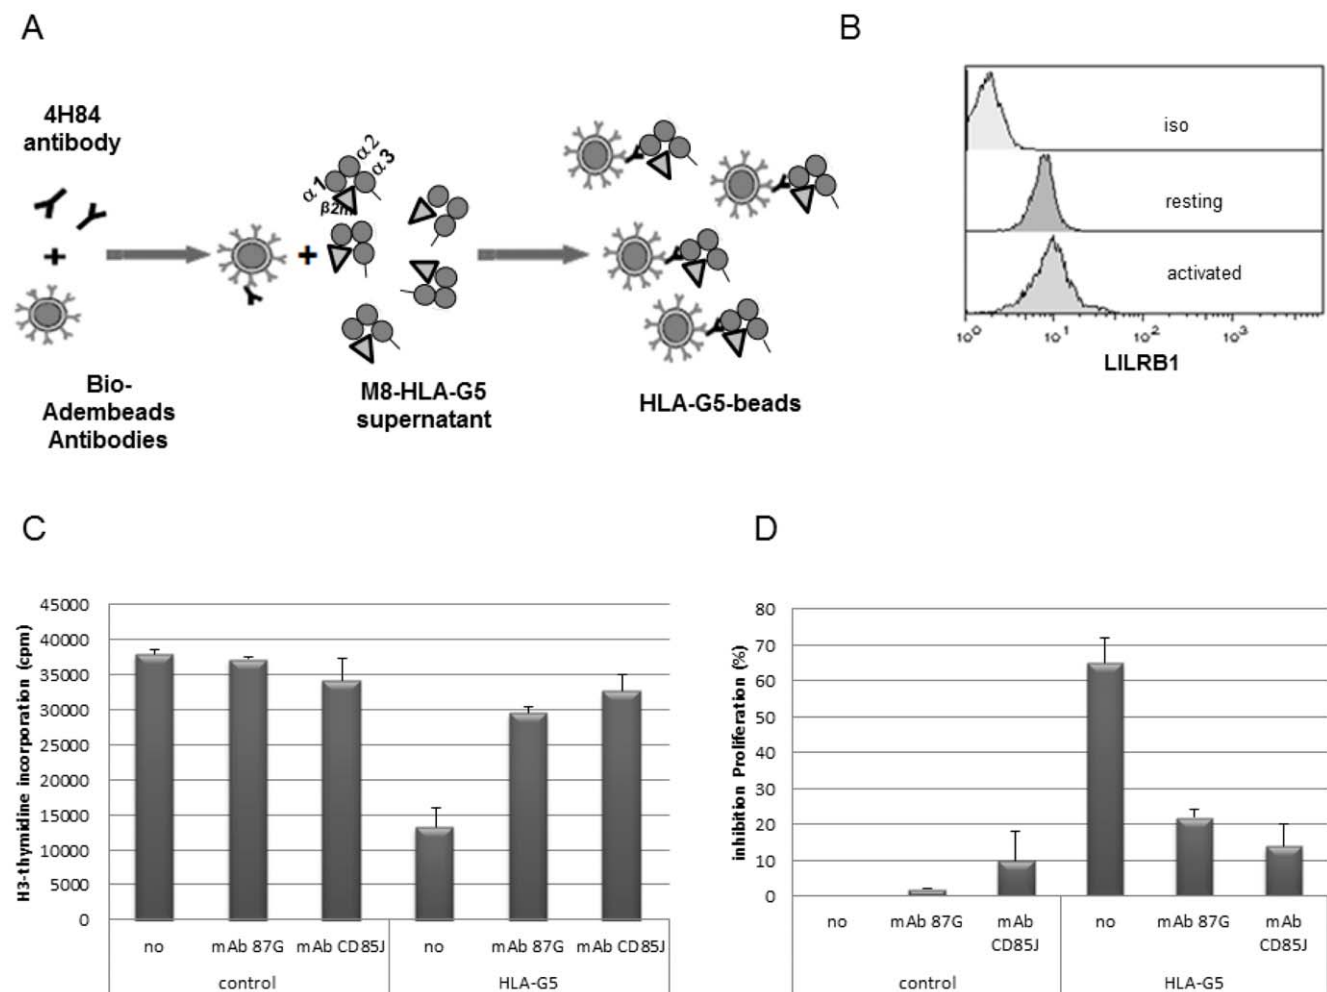 A
4H84
antibody
+
Bio-
Adembeads
Antibodies
+
α1
α2
α3
β2m
M8-HLA-G5
supernatant
HLA-G5-beads
B
iso
resting
activated
10⁰ 10¹ 10² 10³
LILRB1
C
H3-thymidine incorporation (cpm)
45000
40000
35000
30000
25000
20000
15000
10000
5000
0
no mAb 87G mAb CD85J no mAb 87G mAb CD85J
control HLA-G5
D
inhibition Proliferation (%)
80
70
60
50
40
30
20
10
0
no mAb 87G mAb no mAb 87G mAb
CD85J CD85J
control HLA-G5